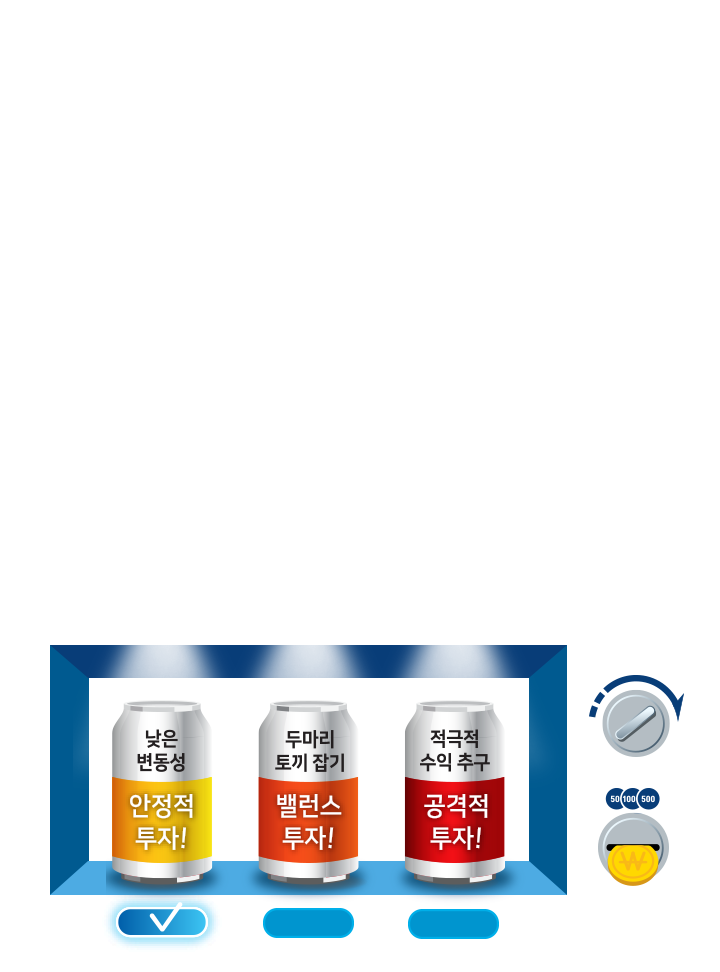 낮은
변동성
안정적
투자!
두마리
토끼 잡기
밸런스
투자!
적극적
수익 추구
공격적
투자!
50 100 500
₩